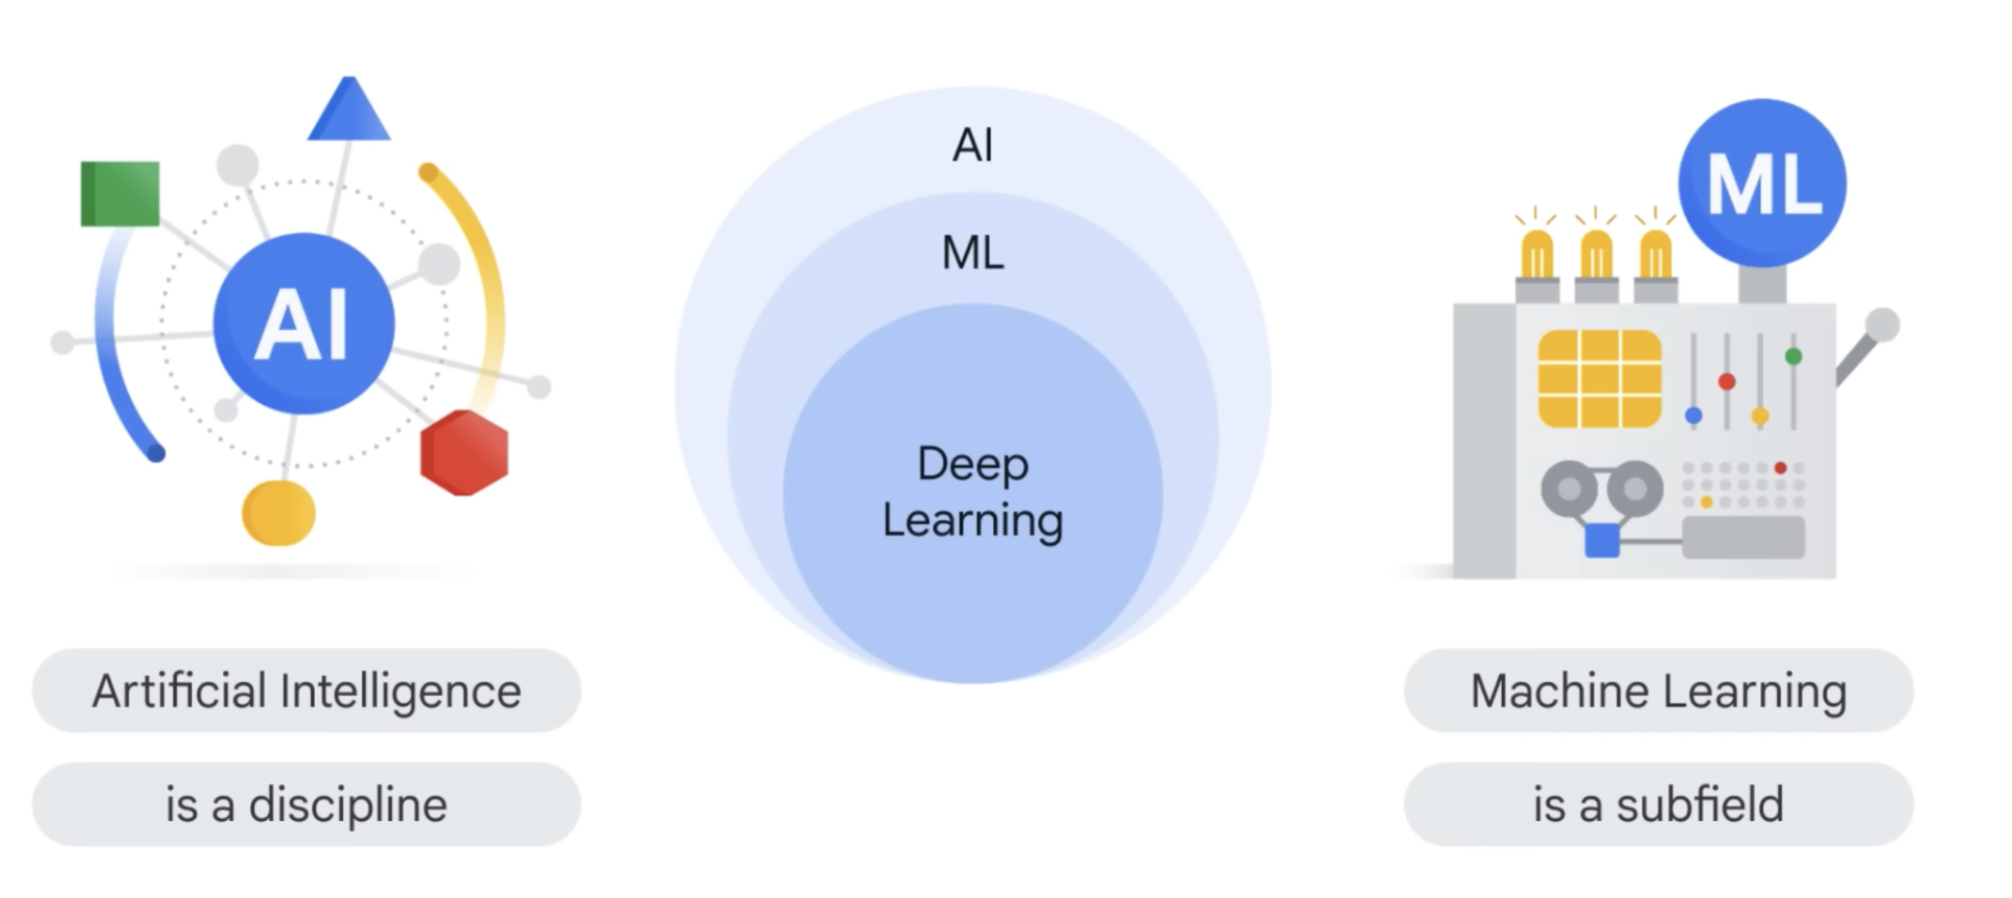 AI
Artificial Intelligence
is a discipline
AI
ML
Deep
Learning
ML
Machine Learning
is a subfield